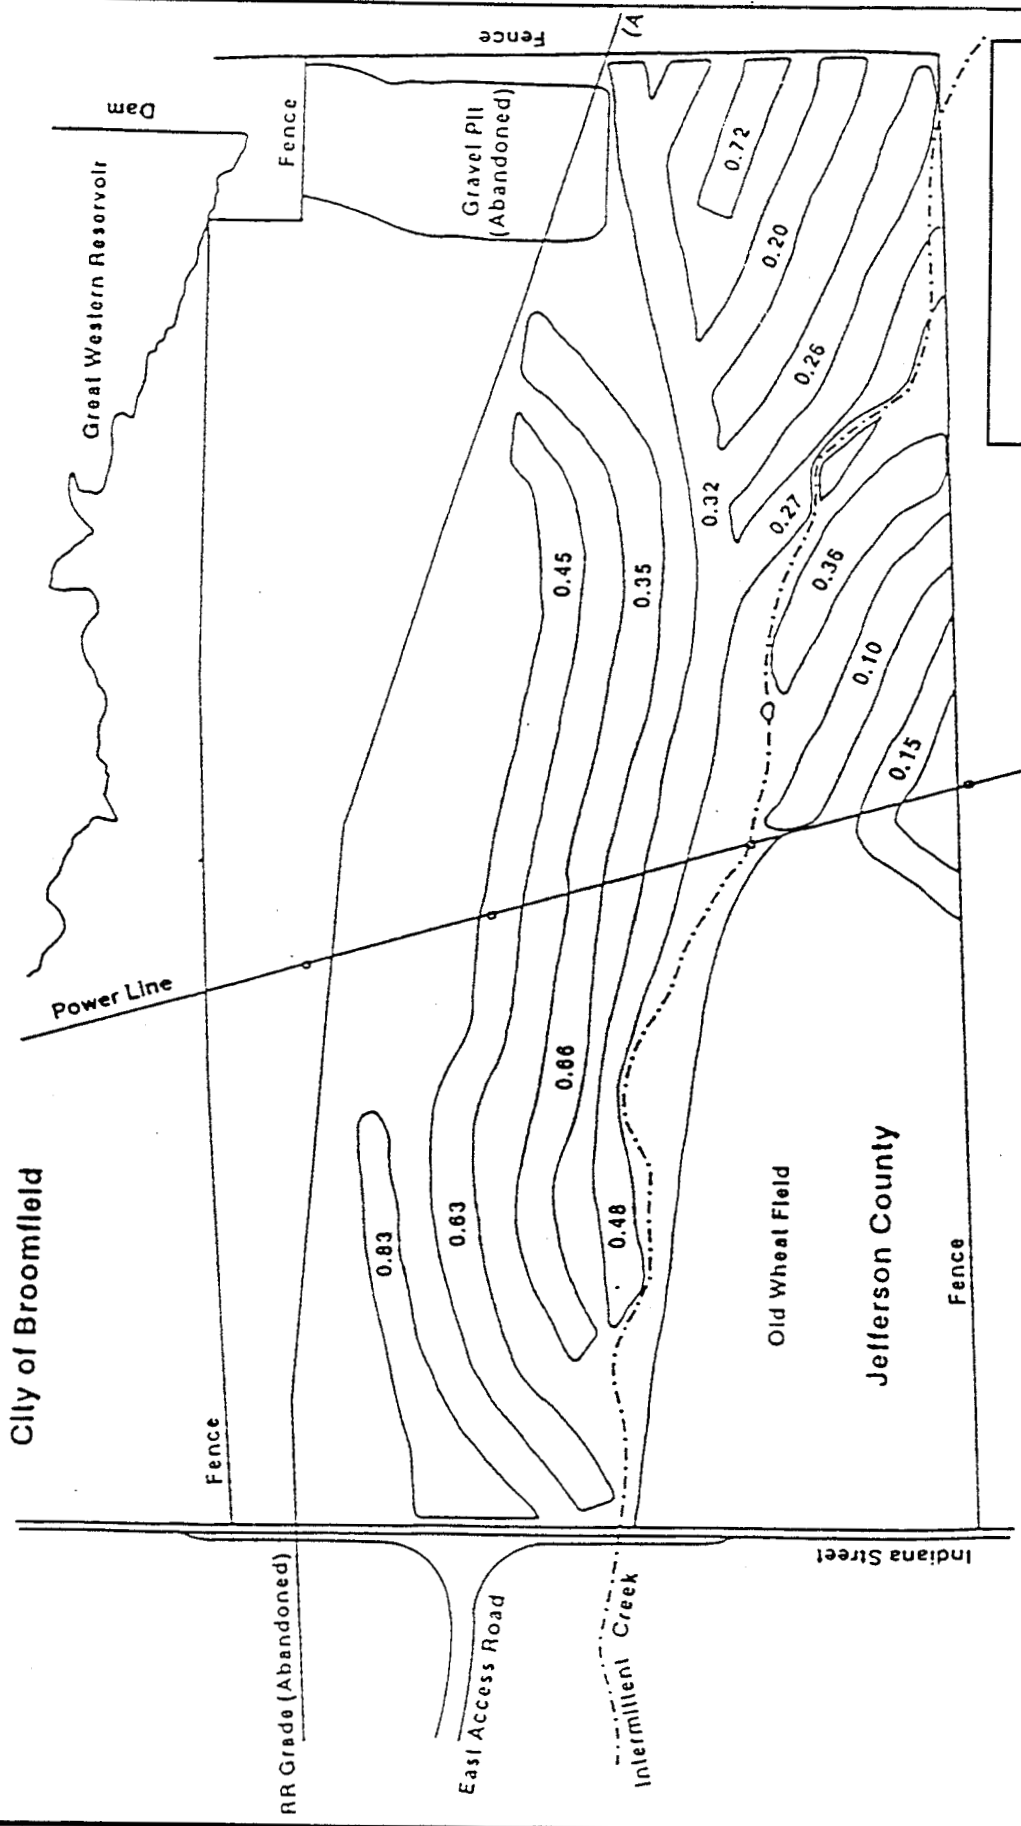 City of Broomfield
Great Western Reservoir
Dam
Fence
Fence
Fence
Fence
Power Line
Gravel Pit
(Abandoned)
(A
RR Grade (Abandoned)
East Access Road
Intermittent Creek
Indiana Street
Old Wheat Field
Jefferson County
0.83
0.63
0.66
0.48
0.45
0.35
0.32
0.27
0.36
0.10
0.15
0.26
0.20
0.72